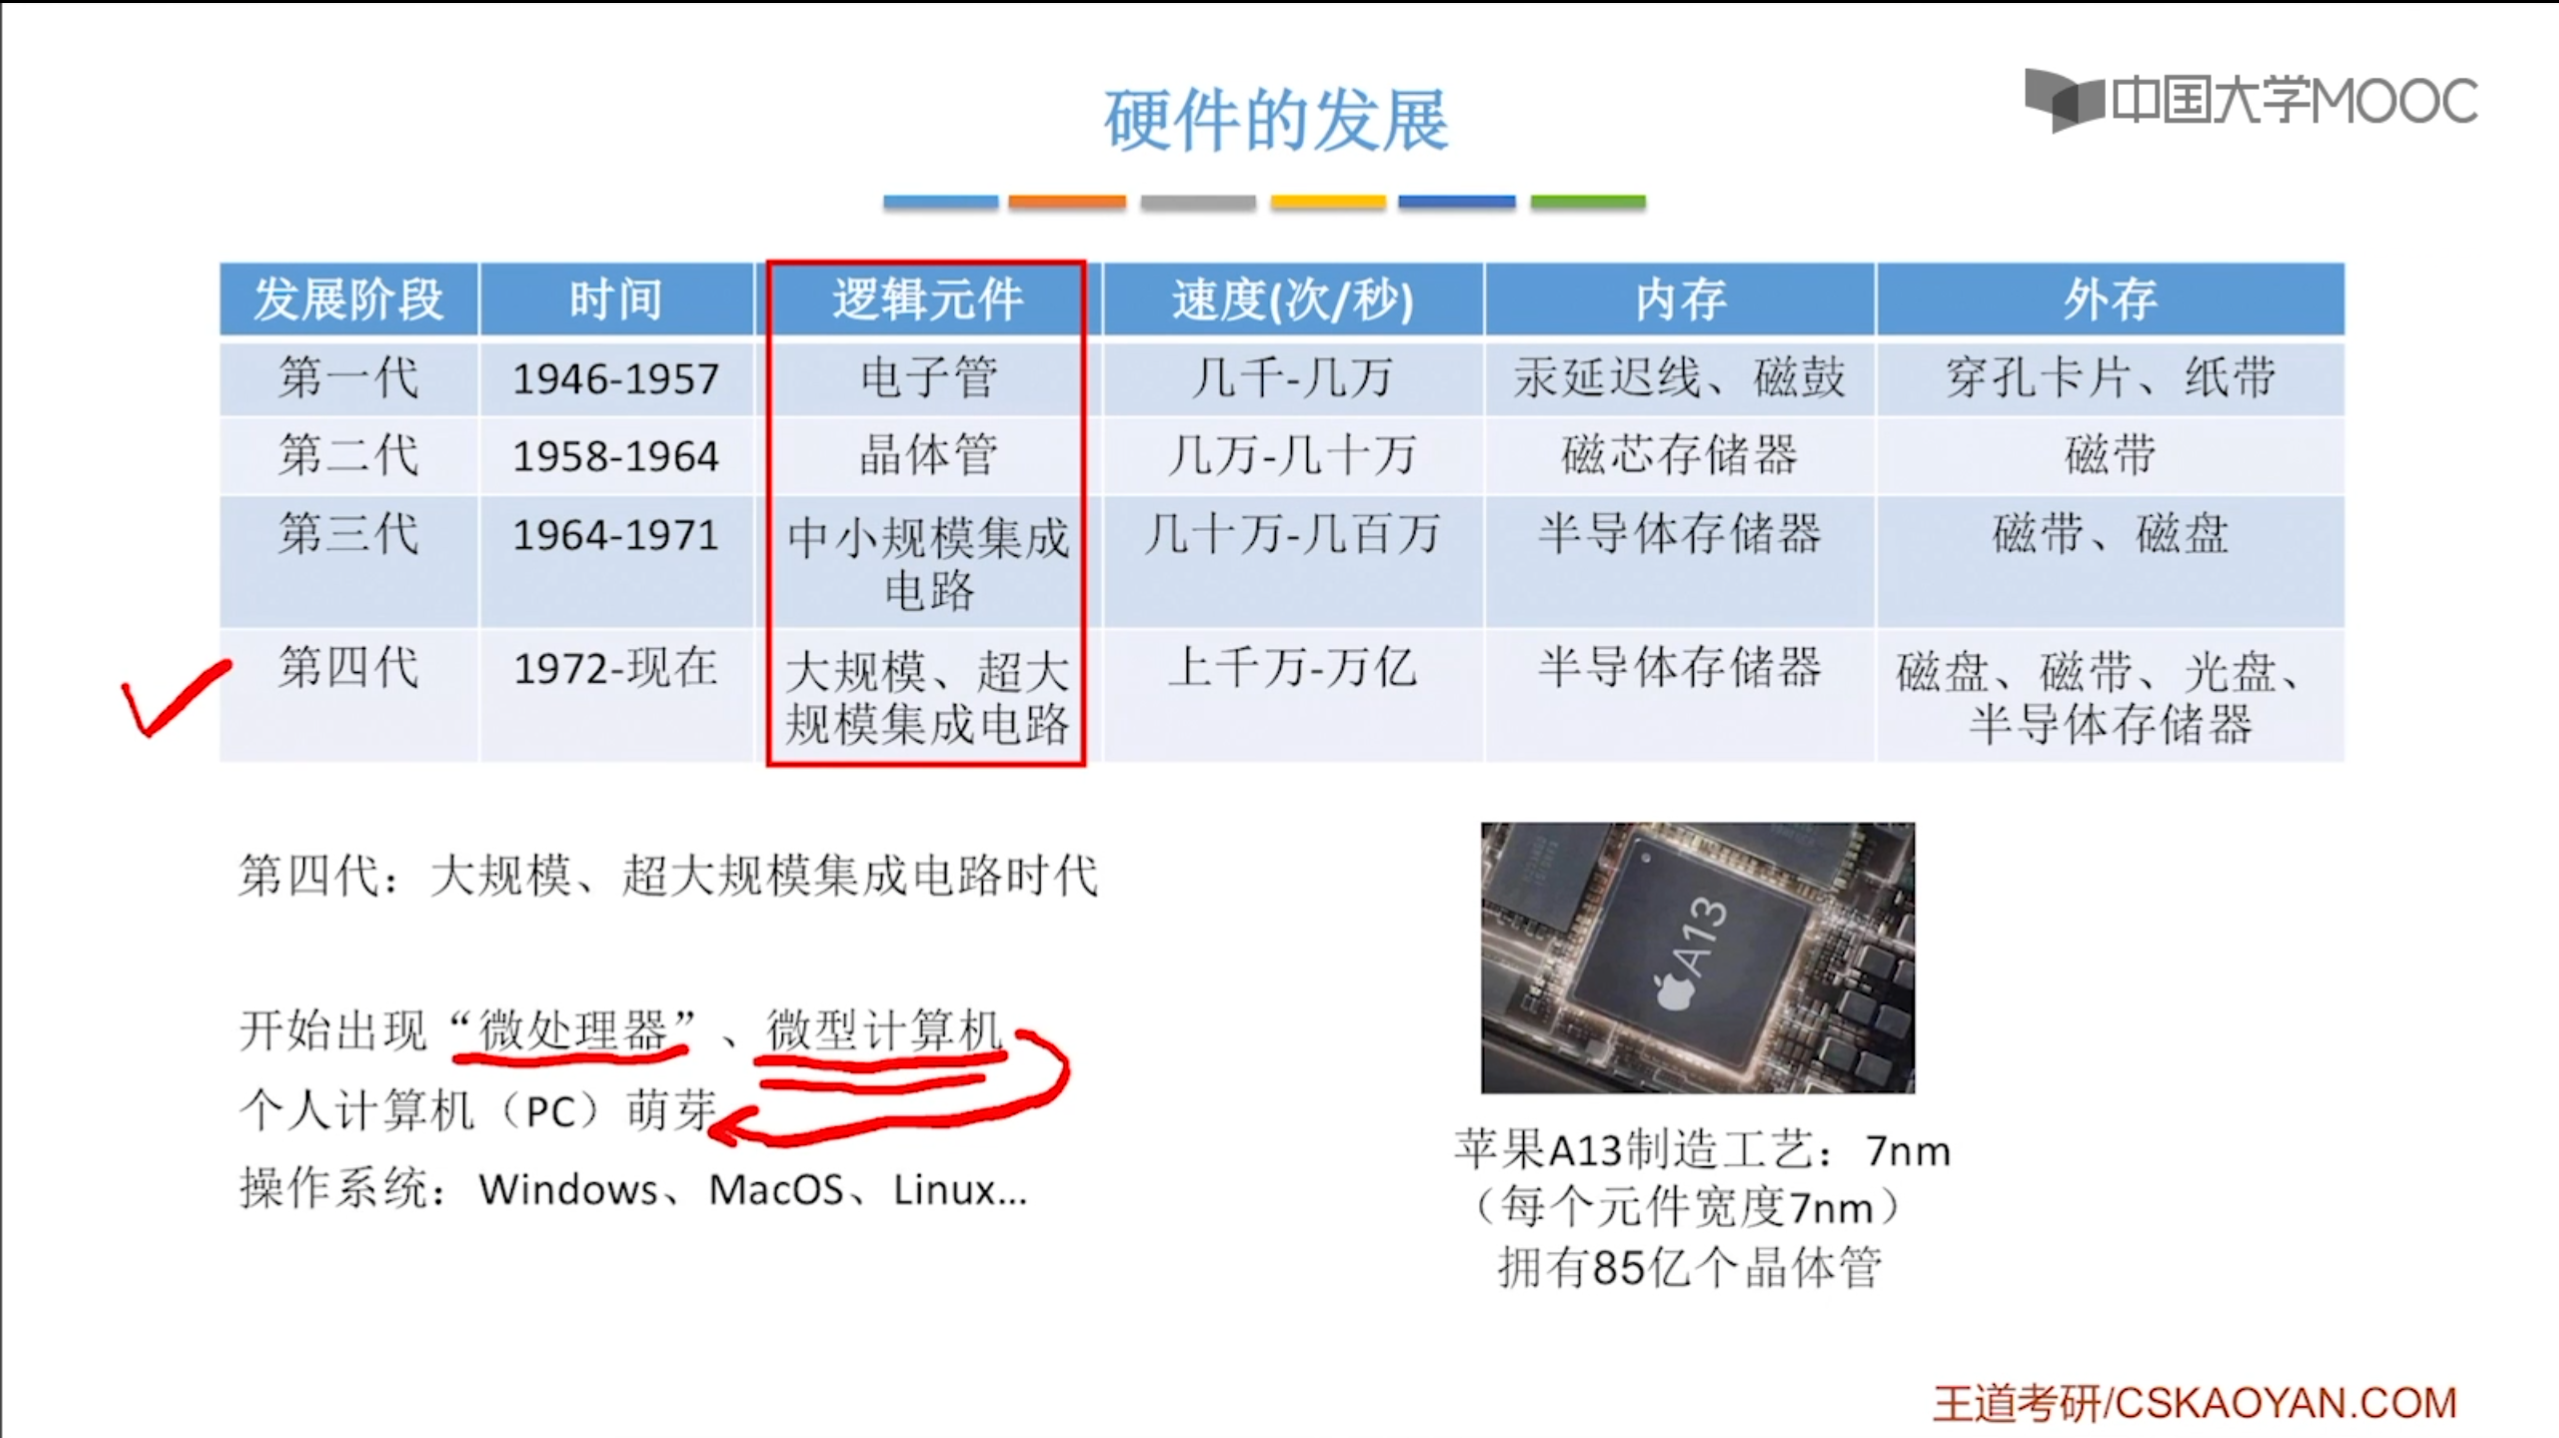 中国大学MOOC
硬件的发展
发展阶段 时间 逻辑元件 速度(次/秒) 内存 外存
第一代 1946-1957 电子管 几千-几万 汞延迟线、磁鼓 穿孔卡片、纸带
第二代 1958-1964 晶体管 几万-几十万 磁芯存储器 磁带
第三代 1964-1971 中小规模集成 几十万-几百万 半导体存储器 磁带、磁盘
电路
第四代 1972-现在 大规模、超大 上千万-万亿 半导体存储器 磁盘、磁带、光盘、
规模集成电路 半导体存储器
第四代：大规模、超大规模集成电路时代
开始出现“微处理器”、微型计算机
个人计算机（PC）萌芽
操作系统：Windows、MacOS、Linux...
A13
苹果A13制造工艺：7nm
（每个元件宽度7nm）
拥有85亿个晶体管
王道考研/CSKAOYAN.COM